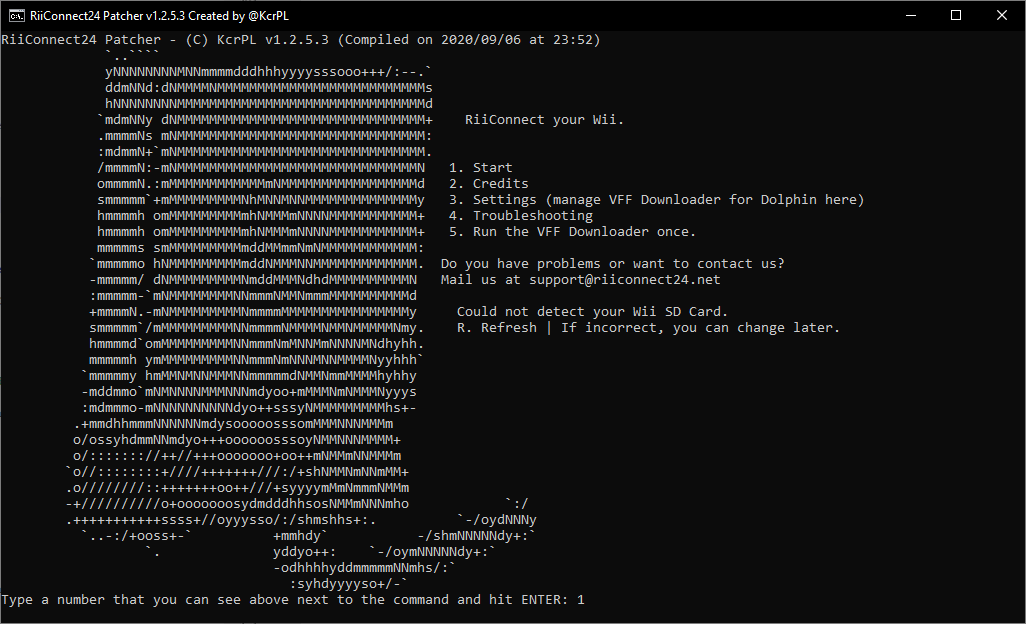 RiiConnect24 Patcher v1.2.5.3 Created by @KcrPL
RiiConnect24 Patcher - (C) KcrPL v1.2.5.3 (Compiled on 2020/09/06 at 23:52)
RiiConnect your Wii.
1. Start
2. Credits
3. Settings (manage VFF Downloader for Dolphin here)
4. Troubleshooting
5. Run the VFF Downloader once.
Do you have problems or want to contact us?
Mail us at support@riiconnect24.net
Could not detect your Wii SD Card.
R. Refresh | If incorrect, you can change later.
Type a number that you can see above next to the command and hit ENTER: 1